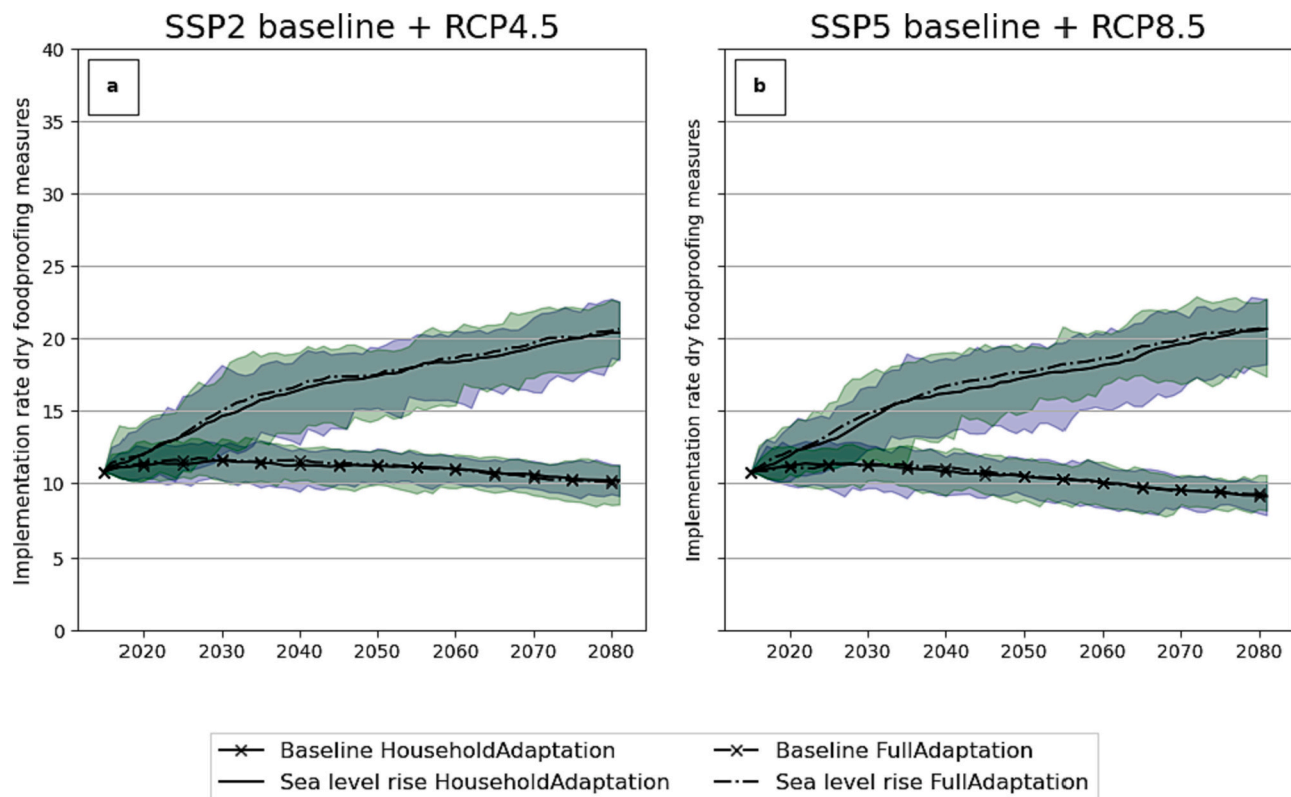 SSP2 baseline + RCP4.5
SSP5 baseline + RCP8.5
a
b
Implementation rate dry foodproofing measures
40
35
30
25
20
15
10
5
0
2020 2030 2040 2050 2060 2070 2080
Implementation rate dry foodproofing measures
2020 2030 2040 2050 2060 2070 2080
Baseline HouseholdAdaptation
Sea level rise HouseholdAdaptation
Baseline FullAdaptation
Sea level rise FullAdaptation